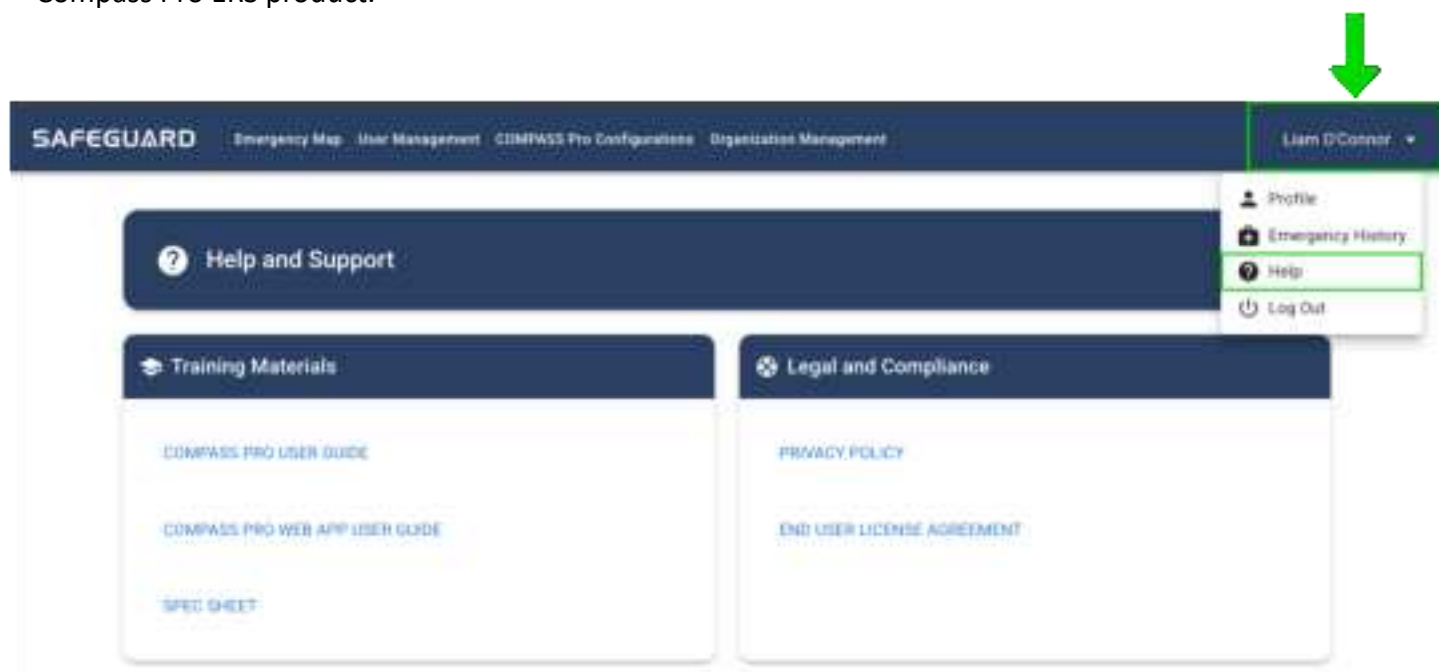 Compass Pro ERS product.
SAFEGUARD Emergency Map User Management COMPASS Pro Configurations Organization Management Liam O'Connor
Profile
Emergency History
Help
Log Out
Help and Support
Training Materials
COMPASS PRO USER GUIDE
COMPASS PRO WEB APP USER GUIDE
SPEC SHEET
Legal and Compliance
PRIVACY POLICY
END USER LICENSE AGREEMENT